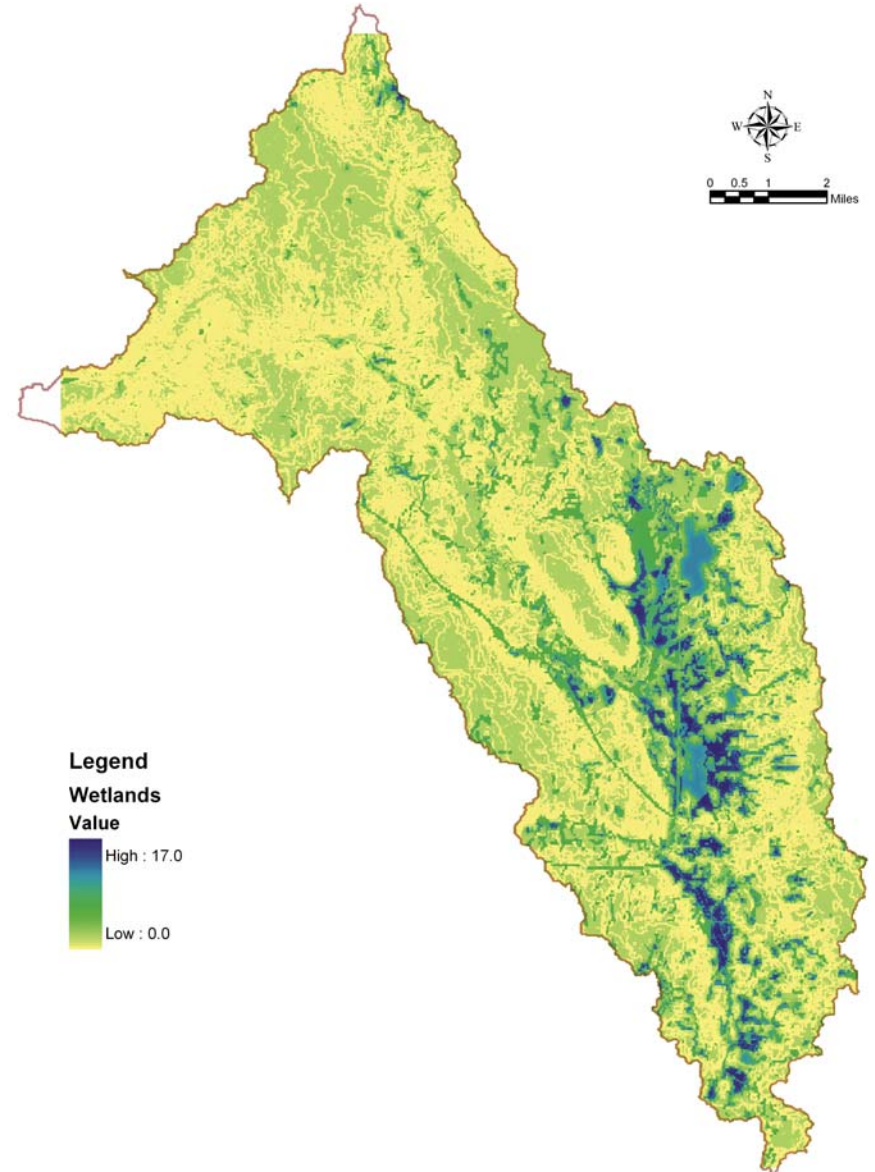 N
W E
S
0 0.5 1 2
Miles
Legend
Wetlands
Value
High : 17.0
Low : 0.0